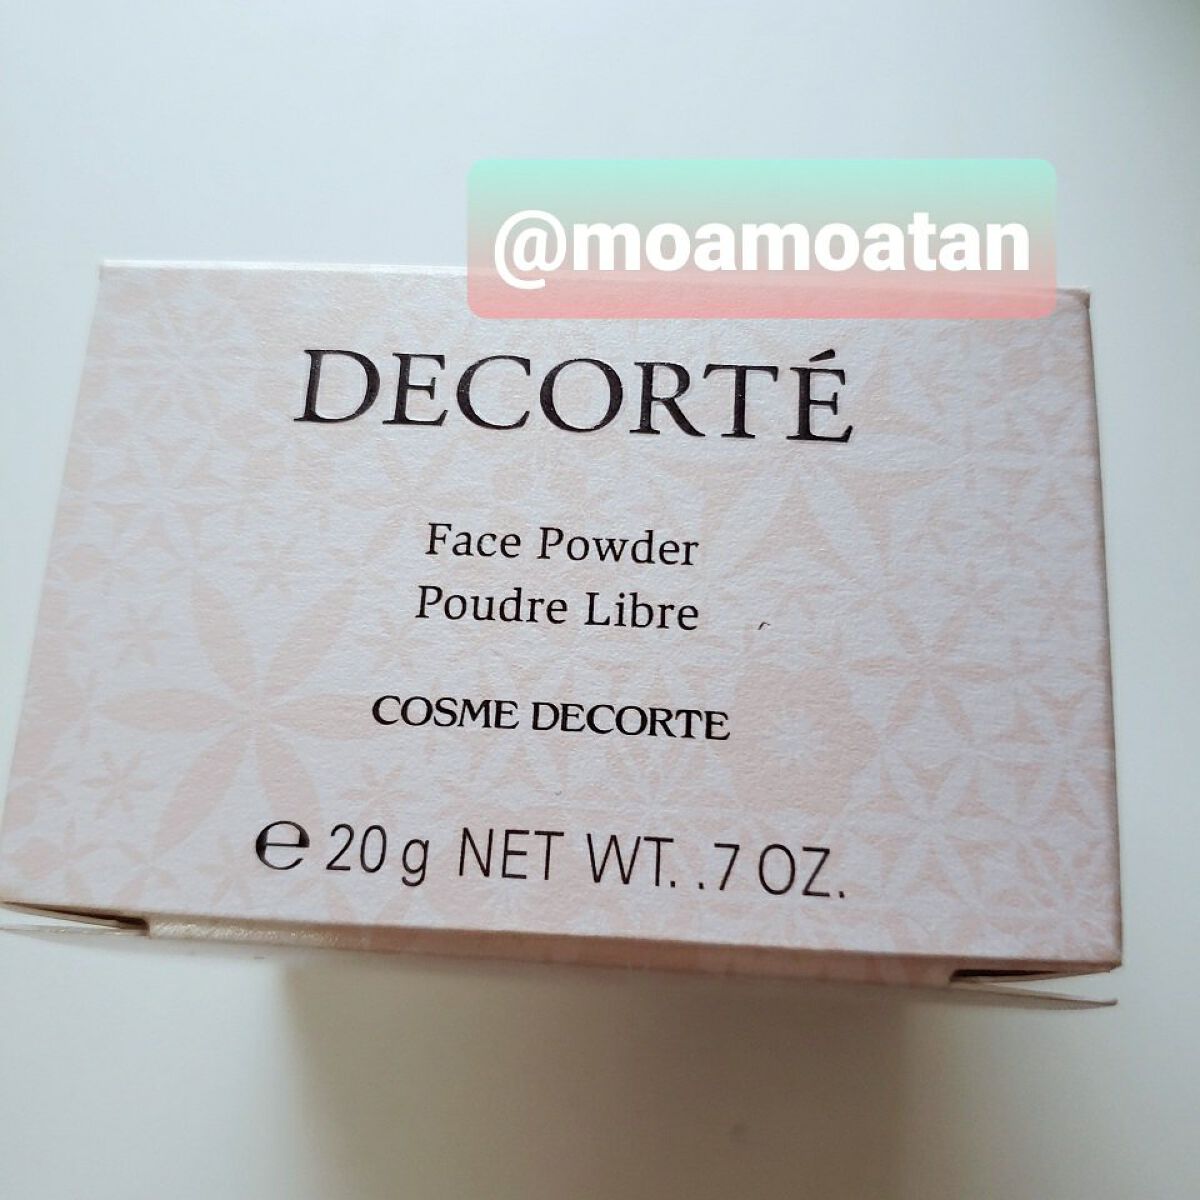 @moamoatan
DECORTÉ
Face Powder
Poudre Libre
COSME DECORTE
℮ 20 g NET WT. .7 OZ.